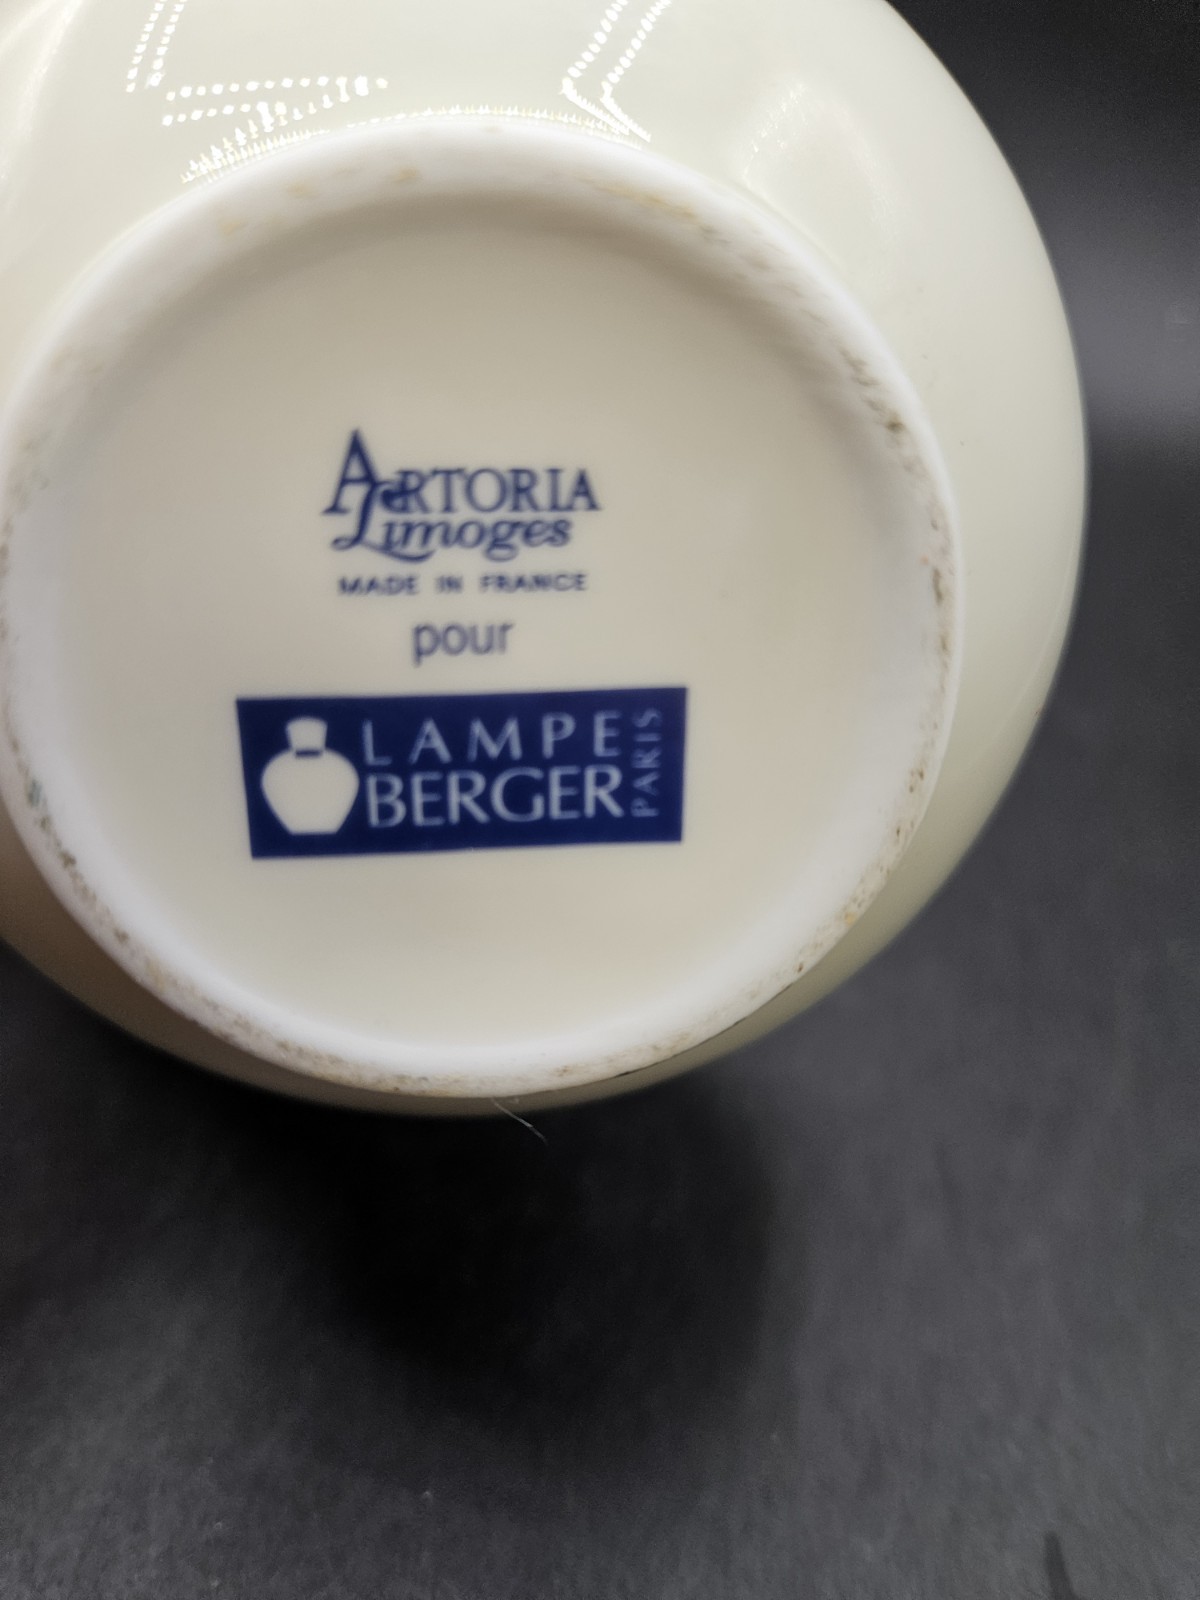 ARTORIA
Limoges
MADE IN FRANCE
pour
LAMPE
BERGER
PARIS